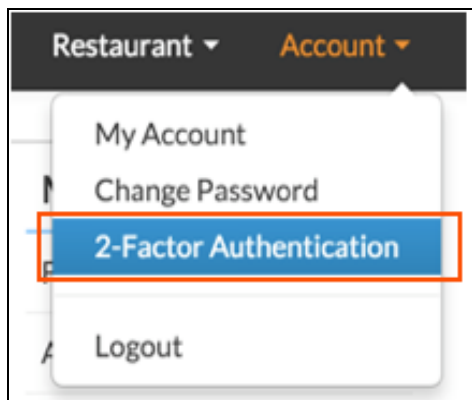 Restaurant Account
My Account
Change Password
2-Factor Authentication
Logout